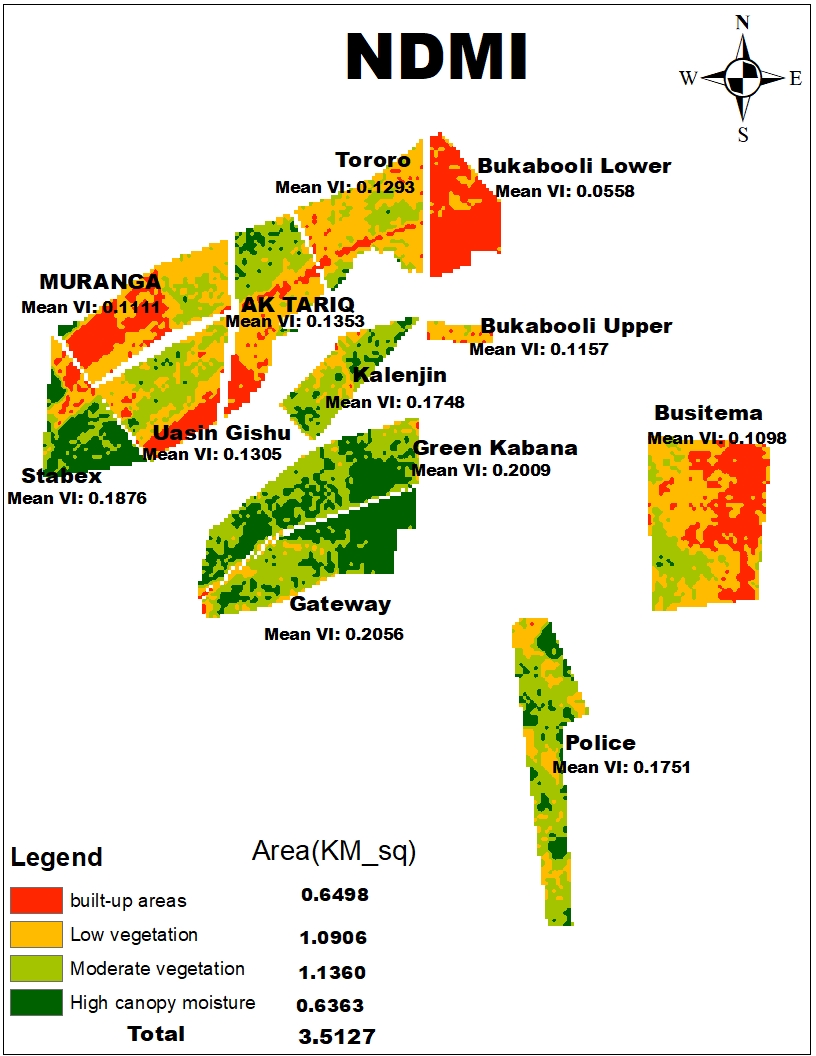 NDMI
N
W
E
S
Tororo
Mean VI: 0.1293
Bukabooli Lower
Mean VI: 0.0558
MURANGA
Mean VI: 0.1111
AK TARIQ
Mean VI: 0.1353
Bukabooli Upper
Mean VI: 0.1157
Kalenjin
Mean VI: 0.1748
Uasin Gishu
Mean VI: 0.1305
Stabex
Mean VI: 0.1876
Green Kabana
Mean VI: 0.2009
Busitema
Mean VI: 0.1098
Gateway
Mean VI: 0.2056
Police
Mean VI: 0.1751
Legend
Area(KM_sq)
built-up areas 0.6498
Low vegetation 1.0906
Moderate vegetation 1.1360
High canopy moisture 0.6363
Total 3.5127